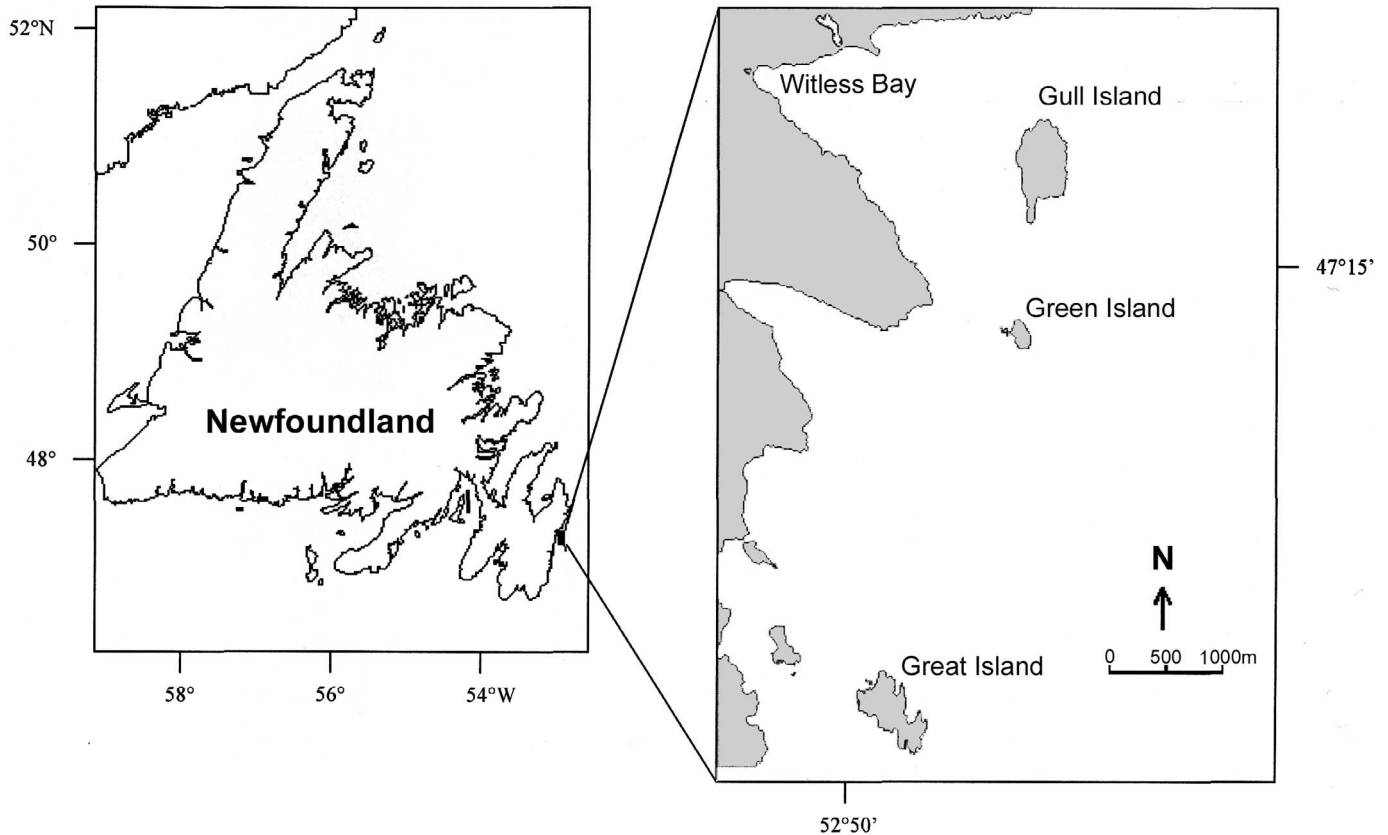 52°N
50°
48°
58°
56°
54°W
Newfoundland
Witless Bay
Gull Island
47°15'
Green Island
N
0 500 1000m
Great Island
52°50'